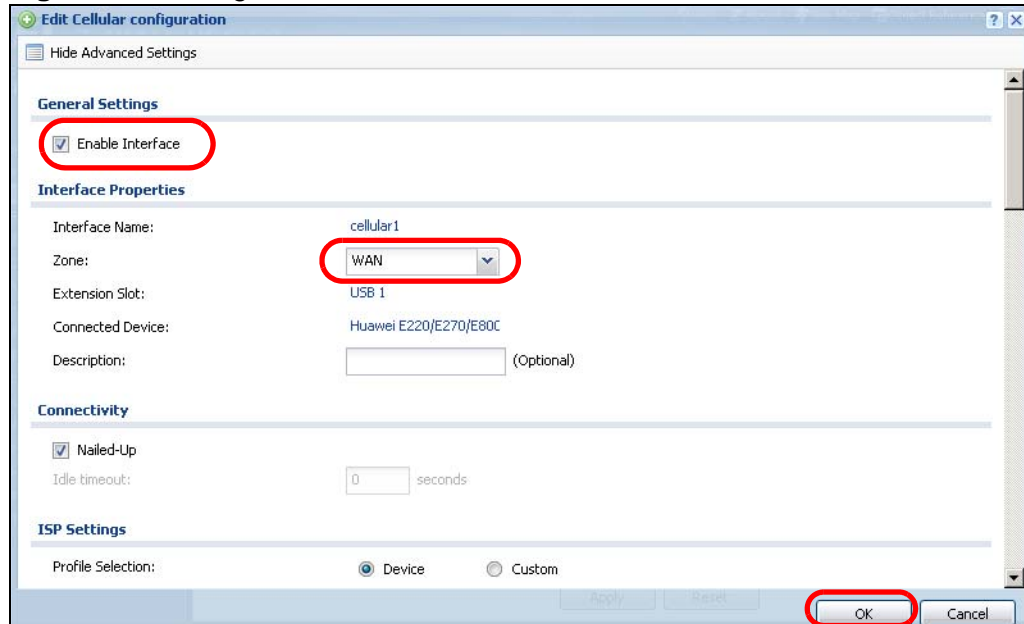 Edit Cellular configuration ? X
Hide Advanced Settings
General Settings
Enable Interface
Interface Properties
Interface Name: cellular1
Zone: WAN
Extension Slot: USB 1
Connected Device: Huawei E220/E270/E80C
Description: (Optional)
Connectivity
Nailed-Up
Idle timeout: 0 seconds
ISP Settings
Profile Selection: Device Custom
Apply Reset
OK Cancel